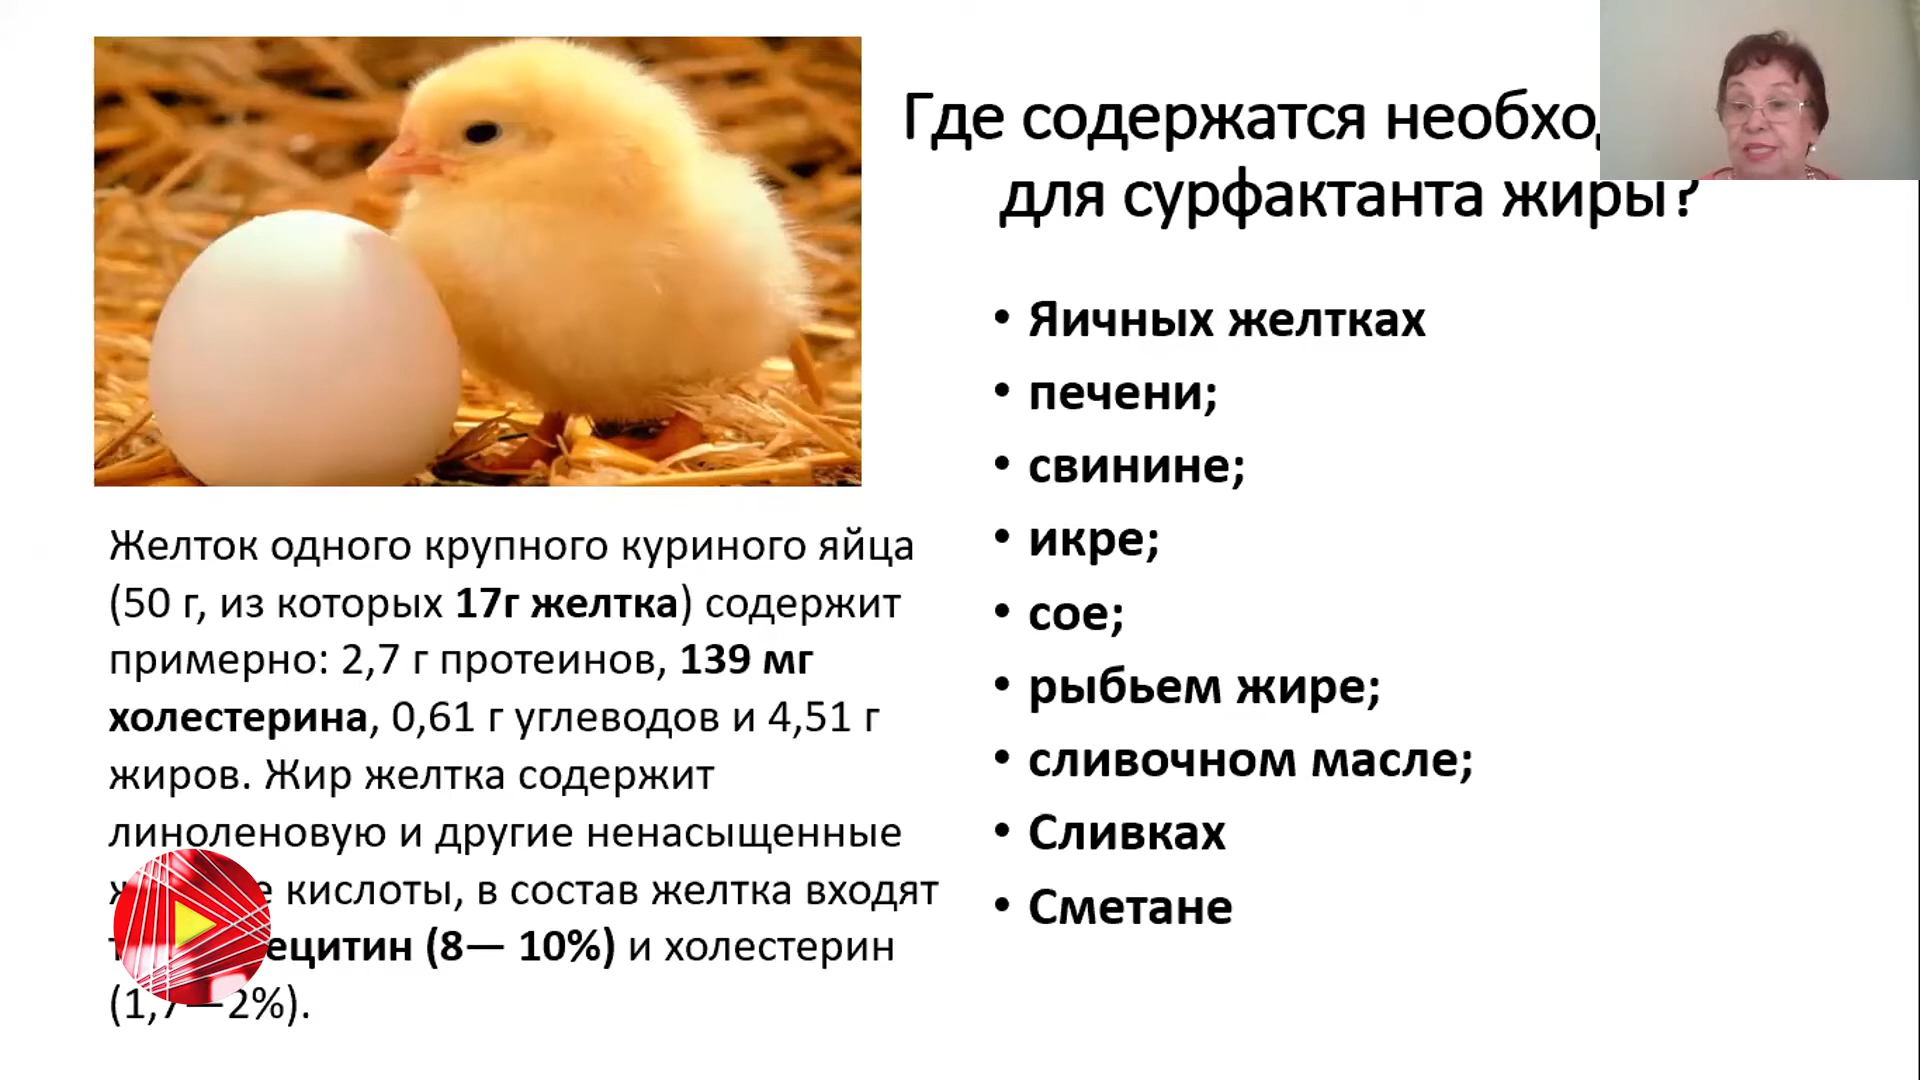 Где содержатся
для сурфактанта жиры?
• Яичных желтках
• печени;
• свинине;
• икре;
• сое;
• рыбьем жире;
• сливочном масле;
• Сливках
• Сметане
Желток одного крупного куриного яйца
(50 г, из которых 17г желтка) содержит
примерно: 2,7 г протеинов, 139 мг
холестерина, 0,61 г углеводов и 4,51 г
жиров. Жир желтка содержит
линоленовую и другие ненасыщенные
кислоты, в состав желтка входят
(8— 10%) и холестерин
(1,7—2%).